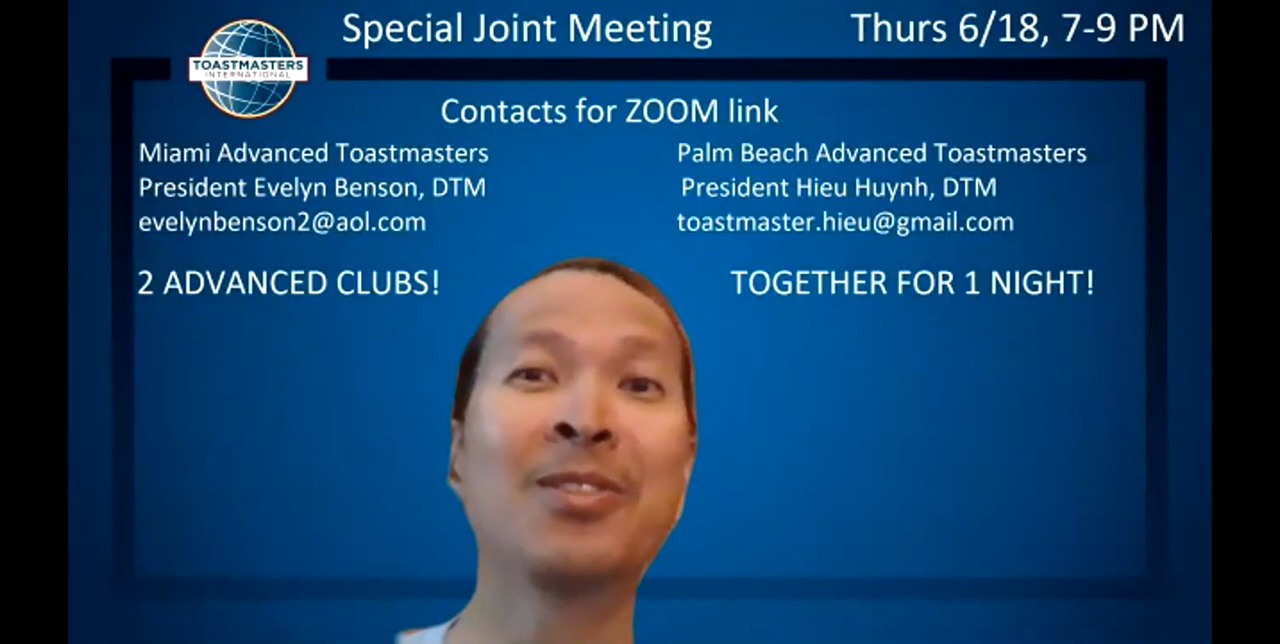 Special Joint Meeting
Thurs 6/18, 7-9 PM
TOASTMASTERS
INTERNATIONAL
Contacts for ZOOM link
Miami Advanced Toastmasters
President Evelyn Benson, DTM
evelynbenson2@aol.com
Palm Beach Advanced Toastmasters
President Hieu Huynh, DTM
toastmaster.hieu@gmail.com
2 ADVANCED CLUBS!
TOGETHER FOR 1 NIGHT!